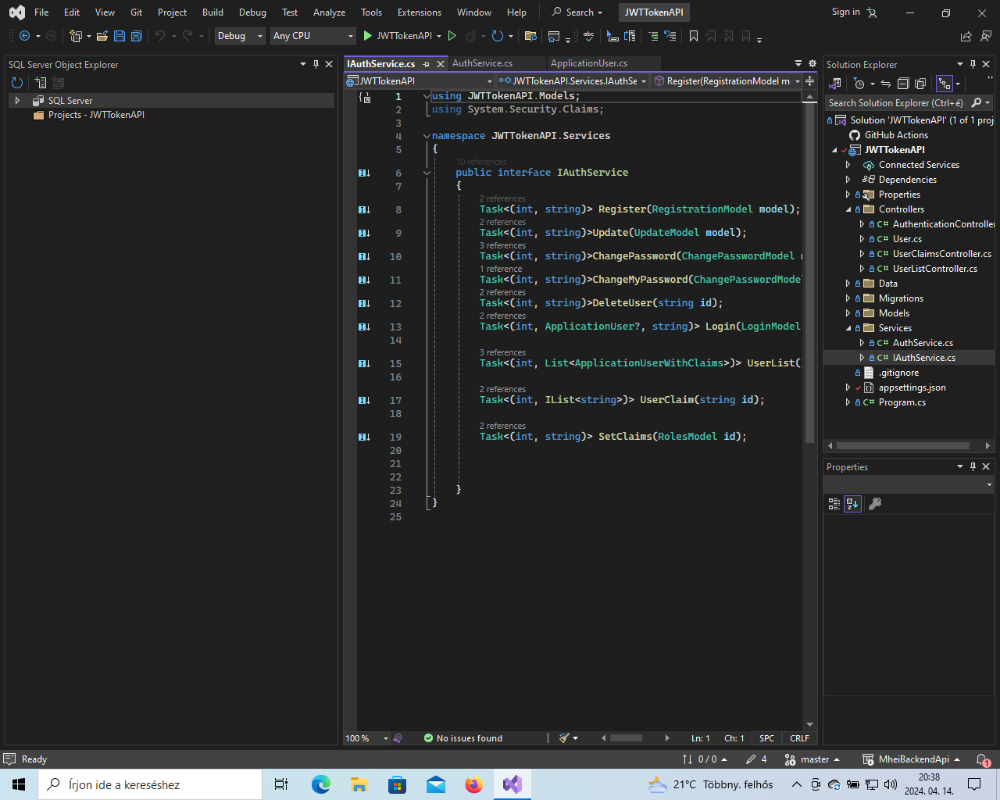 File Edit View Git Project Build Debug Test Analyze Tools Extensions Window Help Search JWTTokenAPI Sign in
Debug Any CPU JWTTokenAPI
SQL Server Object Explorer
SQL Server
Projects - JWTTokenAPI
IAuthService.cs AuthService.cs ApplicationUser.cs
JWTTokenAPI JWTTokenAPI.Services.IAuthSe Register(RegistrationModel m
1 using JWTTokenAPI.Models;
2 using System.Security.Claims;
3
4 namespace JWTTokenAPI.Services
5 {
10 references
6 public interface IAuthService
7 {
2 references
8 Task<(int, string)> Register(RegistrationModel model);
2 references
9 Task<(int, string)>Update(UpdateModel model);
3 references
10 Task<(int, string)>ChangePassword(ChangePasswordModel
1 reference
11 Task<(int, string)>ChangeMyPassword(ChangePasswordModel
2 references
12 Task<(int, string)>DeleteUser(string id);
2 references
13 Task<(int, ApplicationUser?, string)> Login(LoginModel
14
3 references
15 Task<(int, List<ApplicationUserWithClaims>)> UserList()
16
2 references
17 Task<(int, IList<string>)> UserClaim(string id);
18
2 references
19 Task<(int, string)> SetClaims(RolesModel id);
20
21
22
23 }
24 }
25
100 % No issues found Ln: 1 Ch: 1 SPC CRLF
Solution Explorer
Search Solution Explorer (Ctrl+é)
Solution 'JWTTokenAPI' (1 of 1 proj
GitHub Actions
JWTTokenAPI
Connected Services
Dependencies
Properties
Controllers
C# AuthenticationController
C# User.cs
C# UserClaimsController.cs
C# UserListController.cs
Data
Migrations
Models
Services
C# AuthService.cs
C# IAuthService.cs
.gitignore
appsettings.json
C# Program.cs
Properties
Ready 0 / 0 4 master MheiBackendApi 1
Írjon ide a kereséshez 21°C Többny. felhős 20:38
2024. 04. 14.